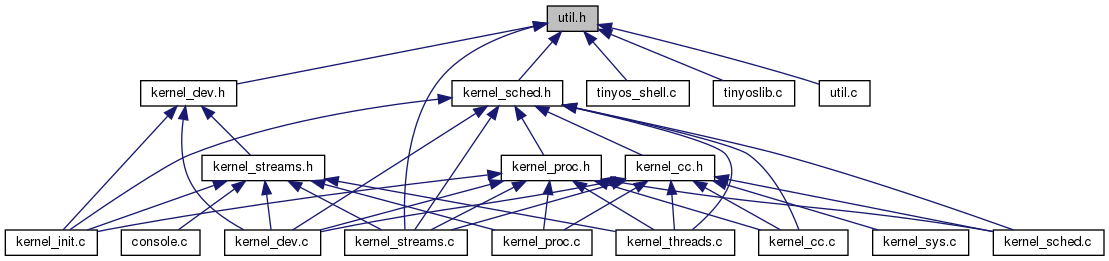 util.h
kernel_dev.h
kernel_sched.h
tinyos_shell.c
tinyoslib.c
util.c
kernel_streams.h
kernel_proc.h
kernel_cc.h
kernel_init.c
console.c
kernel_dev.c
kernel_streams.c
kernel_proc.c
kernel_threads.c
kernel_cc.c
kernel_sys.c
kernel_sched.c